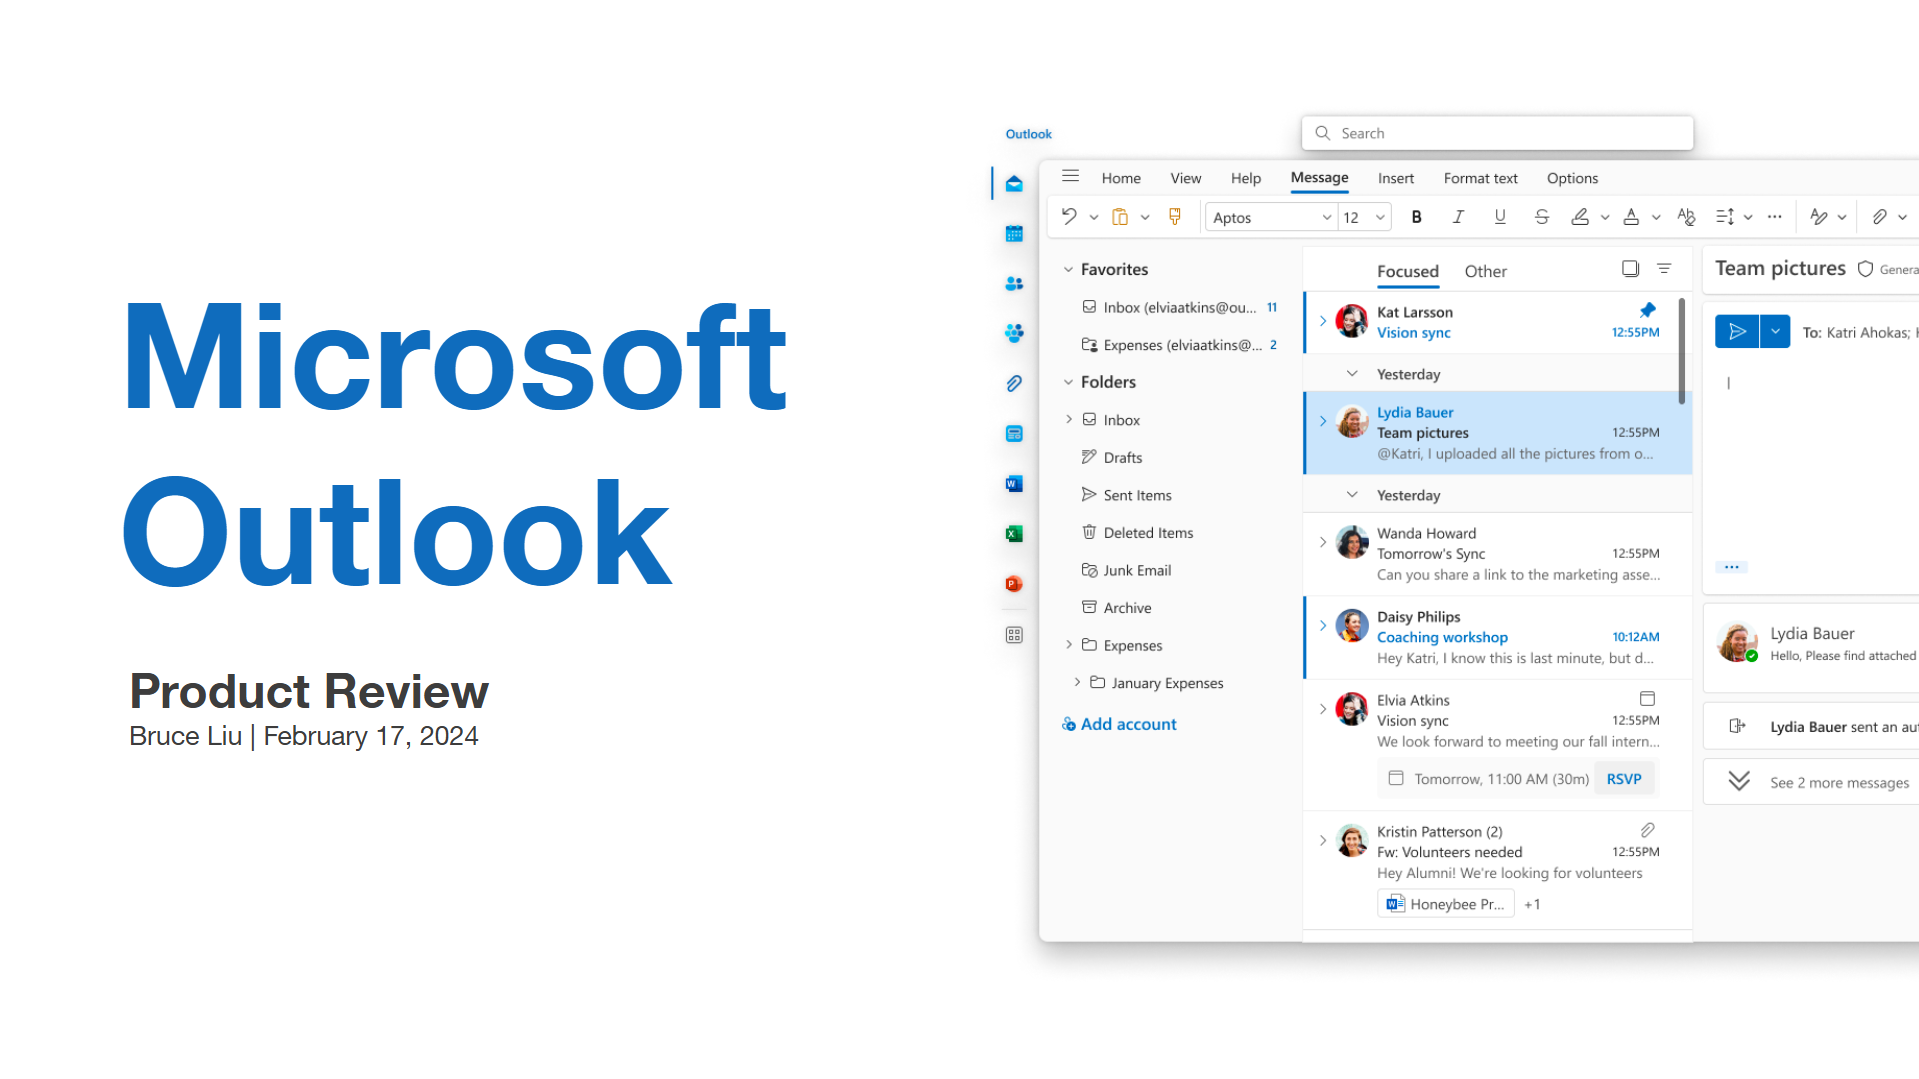 Microsoft
Outlook
Product Review
Bruce Liu | February 17, 2024
Outlook
Search
Home View Help Message Insert Format text Options
Aptos 12 B I U S
Favorites
Inbox (elviaatkins@ou... 11
Expenses (elviaatkins@... 2
Folders
Inbox
Drafts
Sent Items
Deleted Items
Junk Email
Archive
Expenses
January Expenses
Add account
Focused Other
Kat Larsson
Vision sync 12:55PM
Yesterday
Lydia Bauer
Team pictures 12:55PM
@Katri, I uploaded all the pictures from o...
Yesterday
Wanda Howard
Tomorrow's Sync 12:55PM
Can you share a link to the marketing asse...
Daisy Philips
Coaching workshop 10:12AM
Hey Katri, I know this is last minute, but d...
Elvia Atkins
Vision sync 12:55PM
We look forward to meeting our fall intern...
Tomorrow, 11:00 AM (30m) RSVP
Kristin Patterson (2)
Fw: Volunteers needed 12:55PM
Hey Alumni! We're looking for volunteers
Honeybee Pr... +1
Team pictures Genera
To: Katri Ahokas;
Lydia Bauer
Hello, Please find attached
Lydia Bauer sent an au
See 2 more messages